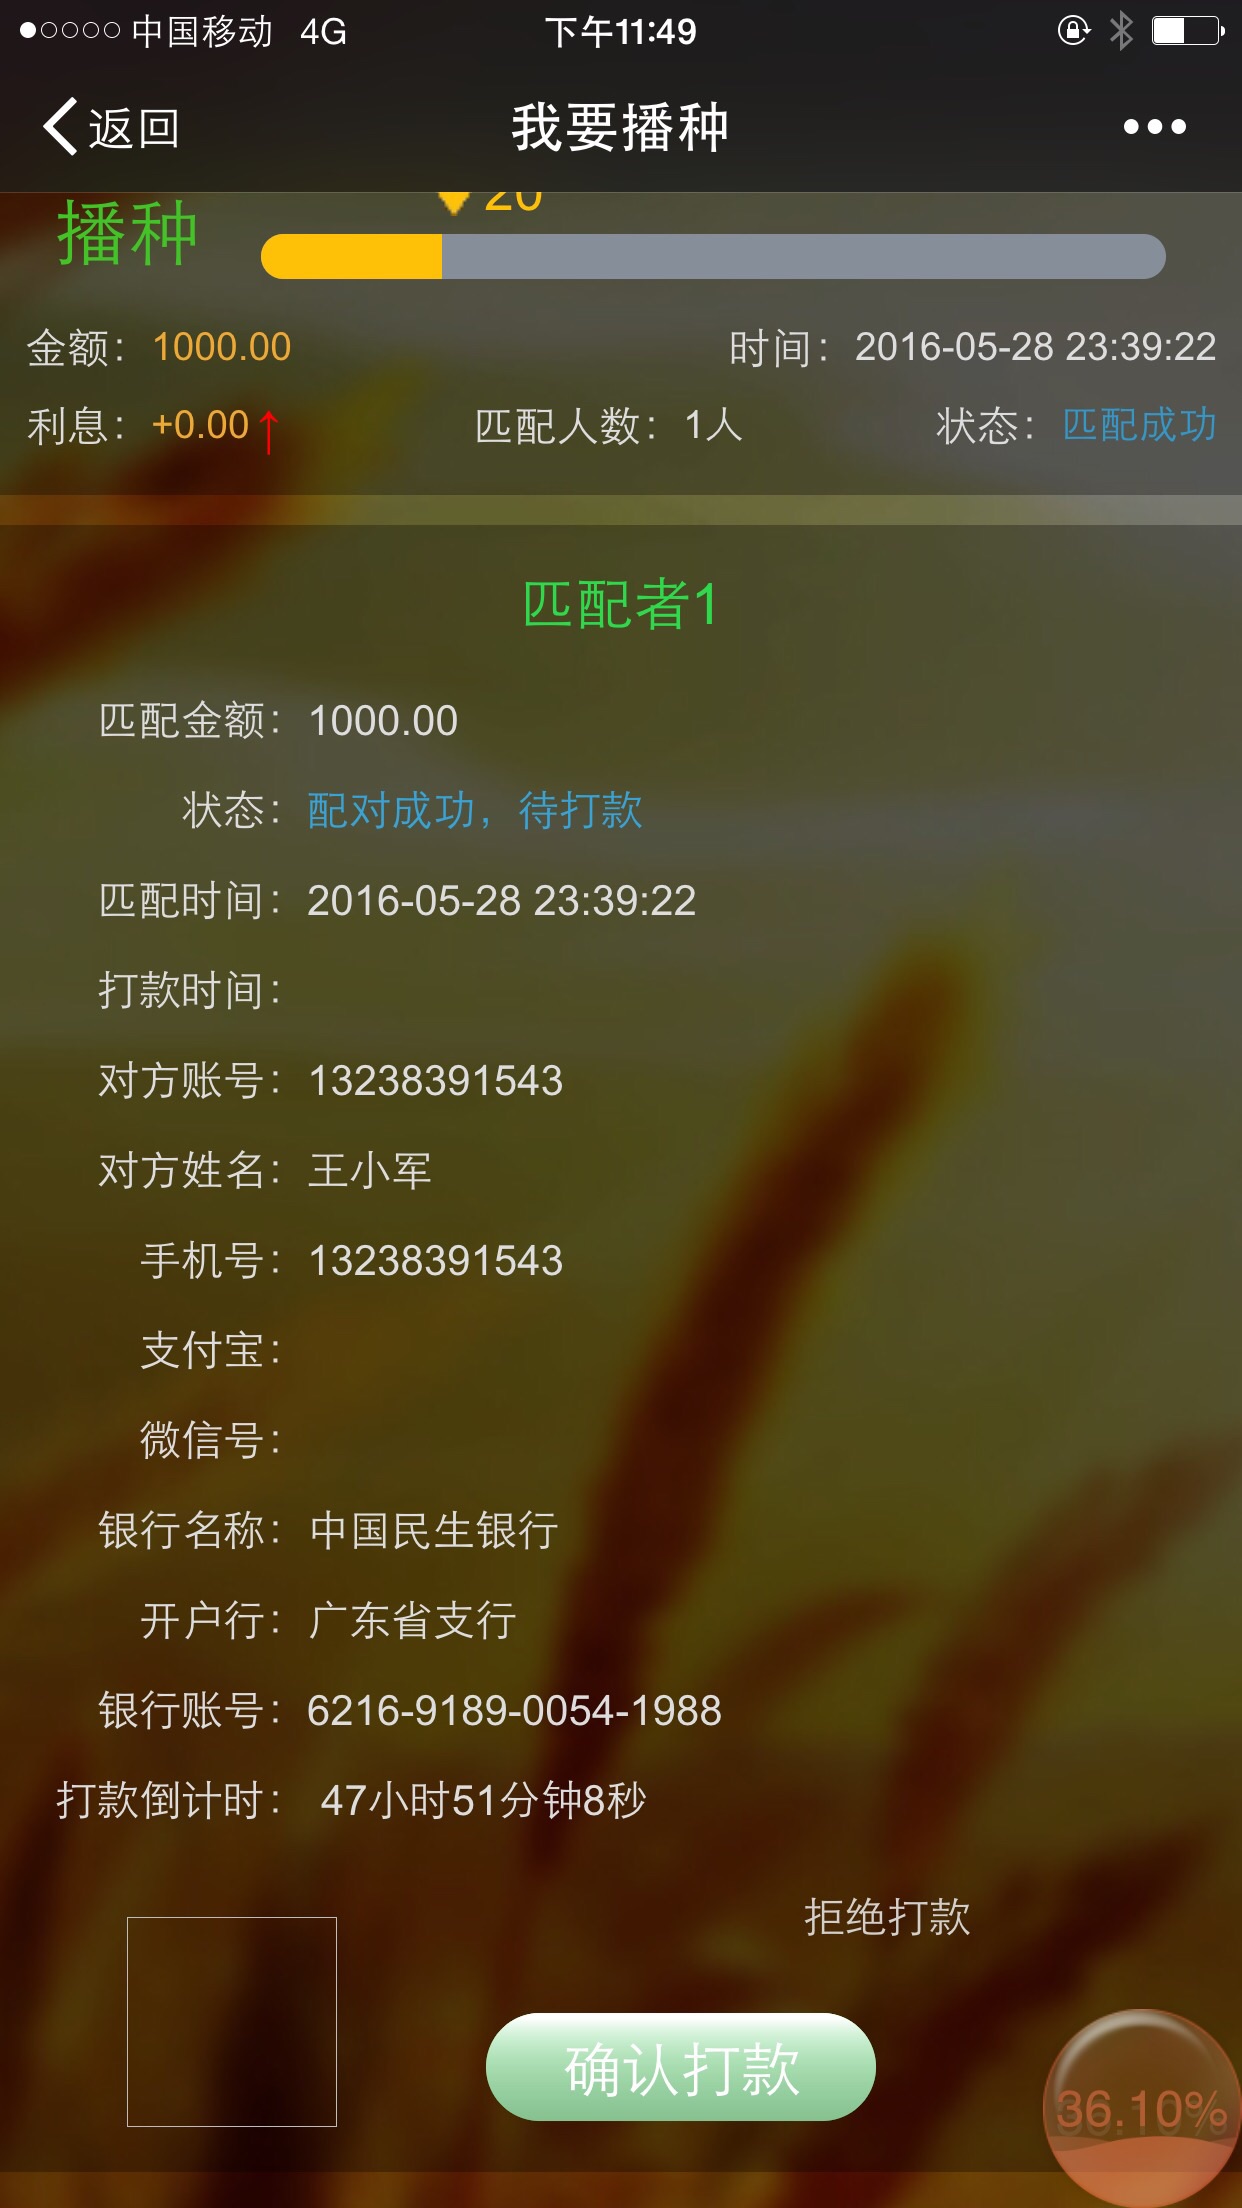 中国移动 4G 下午11:49
返回 我要播种
20
播种
金额：1000.00 时间：2016-05-28 23:39:22
利息：+0.00↑ 匹配人数：1人 状态：匹配成功
匹配者1
匹配金额：1000.00
状态：配对成功，待打款
匹配时间：2016-05-28 23:39:22
打款时间：
对方账号：13238391543
对方姓名：王小军
手机号：13238391543
支付宝：
微信号：
银行名称：中国民生银行
开户行：广东省支行
银行账号：6216-9189-0054-1988
打款倒计时：47小时51分钟8秒
拒绝打款
确认打款
36.10%